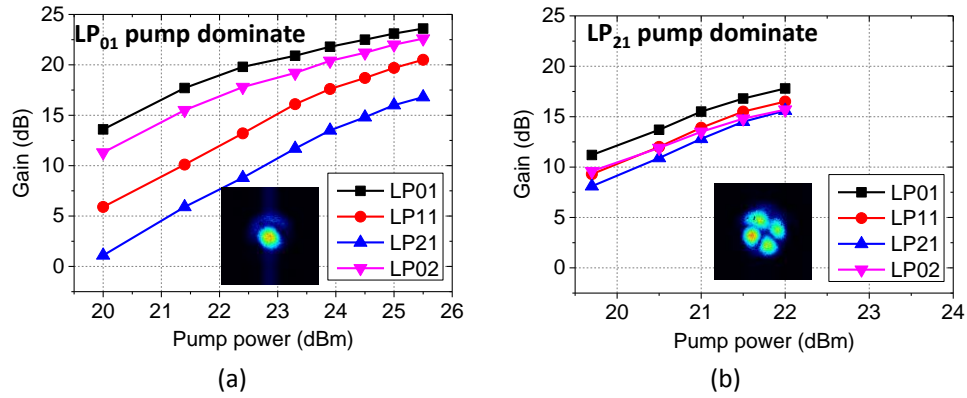 LP01 pump dominate
25
20
15
10
5
0
Gain (dB)
20 21 22 23 24 25 26
Pump power (dBm)
LP01
LP11
LP21
LP02
(a)
LP21 pump dominate
25
20
15
10
5
0
Gain (dB)
20 21 22 23 24
Pump power (dBm)
LP01
LP11
LP21
LP02
(b)